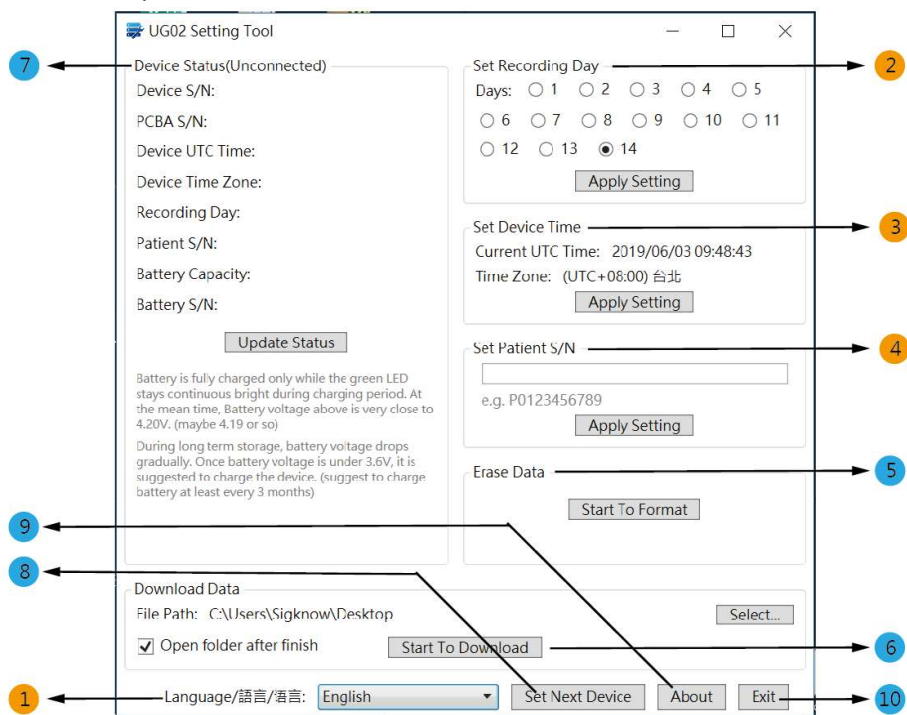 UG02 Setting Tool
7
Device Status(Unconnected)
Device S/N:
PCBA S/N:
Device UTC Time:
Device Time Zone:
Recording Day:
Patient S/N:
Battery Capacity:
Battery S/N:
Update Status
Battery is fully charged only while the green LED
stays continuous bright during charging period. At
the mean time, Battery voltage above is very close to
4.20V. (maybe 4.19 or so)
During long term storage, battery voltage drops
gradually. Once battery voltage is under 3.6V, it is
suggested to charge the device. (suggest to charge
battery at least every 3 months)
Set Recording Day
2
Days: 1 2 3 4 5
6 7 8 9 10 11
12 13 14
Apply Setting
Set Device Time
3
Current UTC Time: 2019/06/03 09:48:43
Time Zone: (UTC+08:00) 台北
Apply Setting
Set Patient S/N
4
e.g. P0123456789
Apply Setting
Erase Data
5
Start To Format
9
8
Download Data
File Path: C:\Users\Sigknow\Desktop
Select...
Open folder after finish
Start To Download
6
1
Language/語言/语言: English
Set Next Device
About
Exit
10